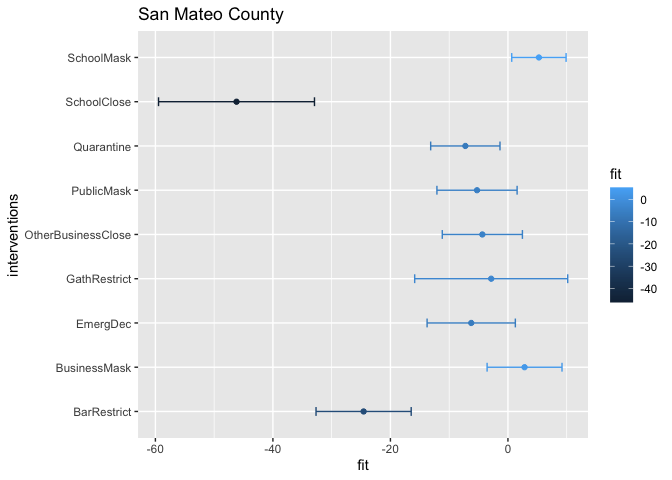 San Mateo County
interventions
SchoolMask
SchoolClose
Quarantine
PublicMask
OtherBusinessClose
GathRestrict
EmergDec
BusinessMask
BarRestrict
-60
-40
-20
0
fit
fit
0
-10
-20
-30
-40